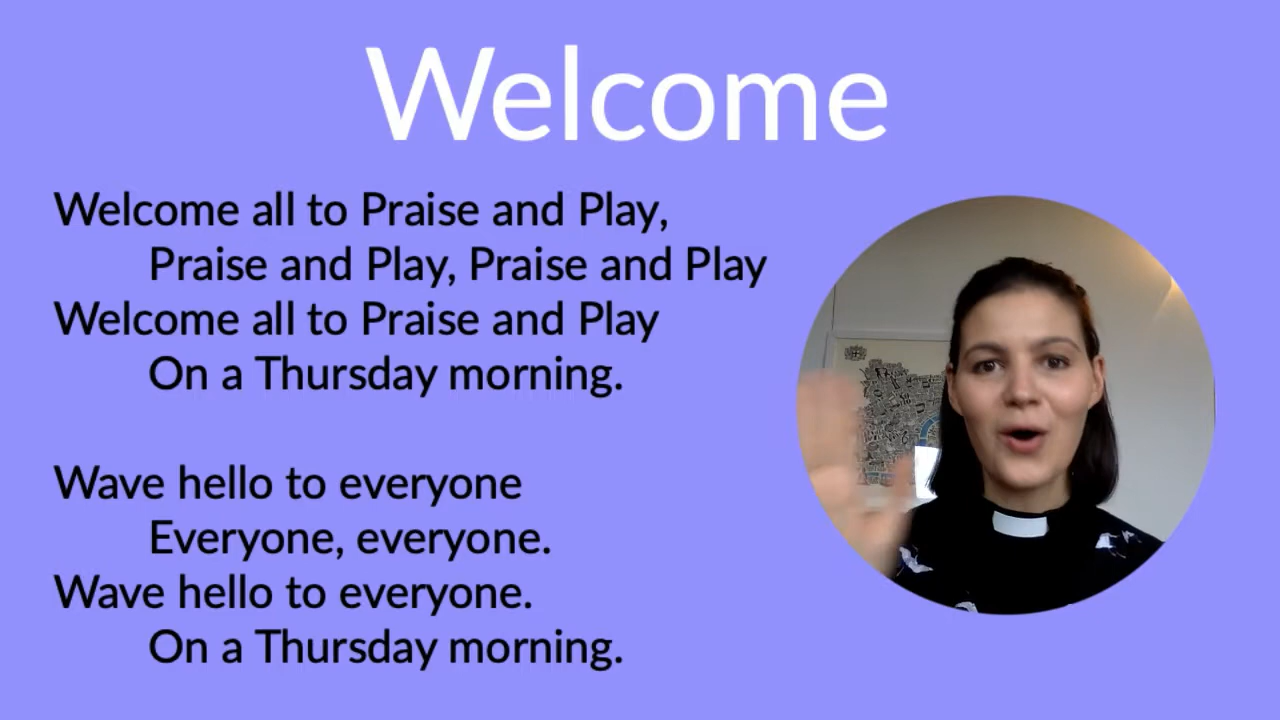 Welcome
Welcome all to Praise and Play,
Praise and Play, Praise and Play
Welcome all to Praise and Play
On a Thursday morning.
Wave hello to everyone
Everyone, everyone.
Wave hello to everyone.
On a Thursday morning.